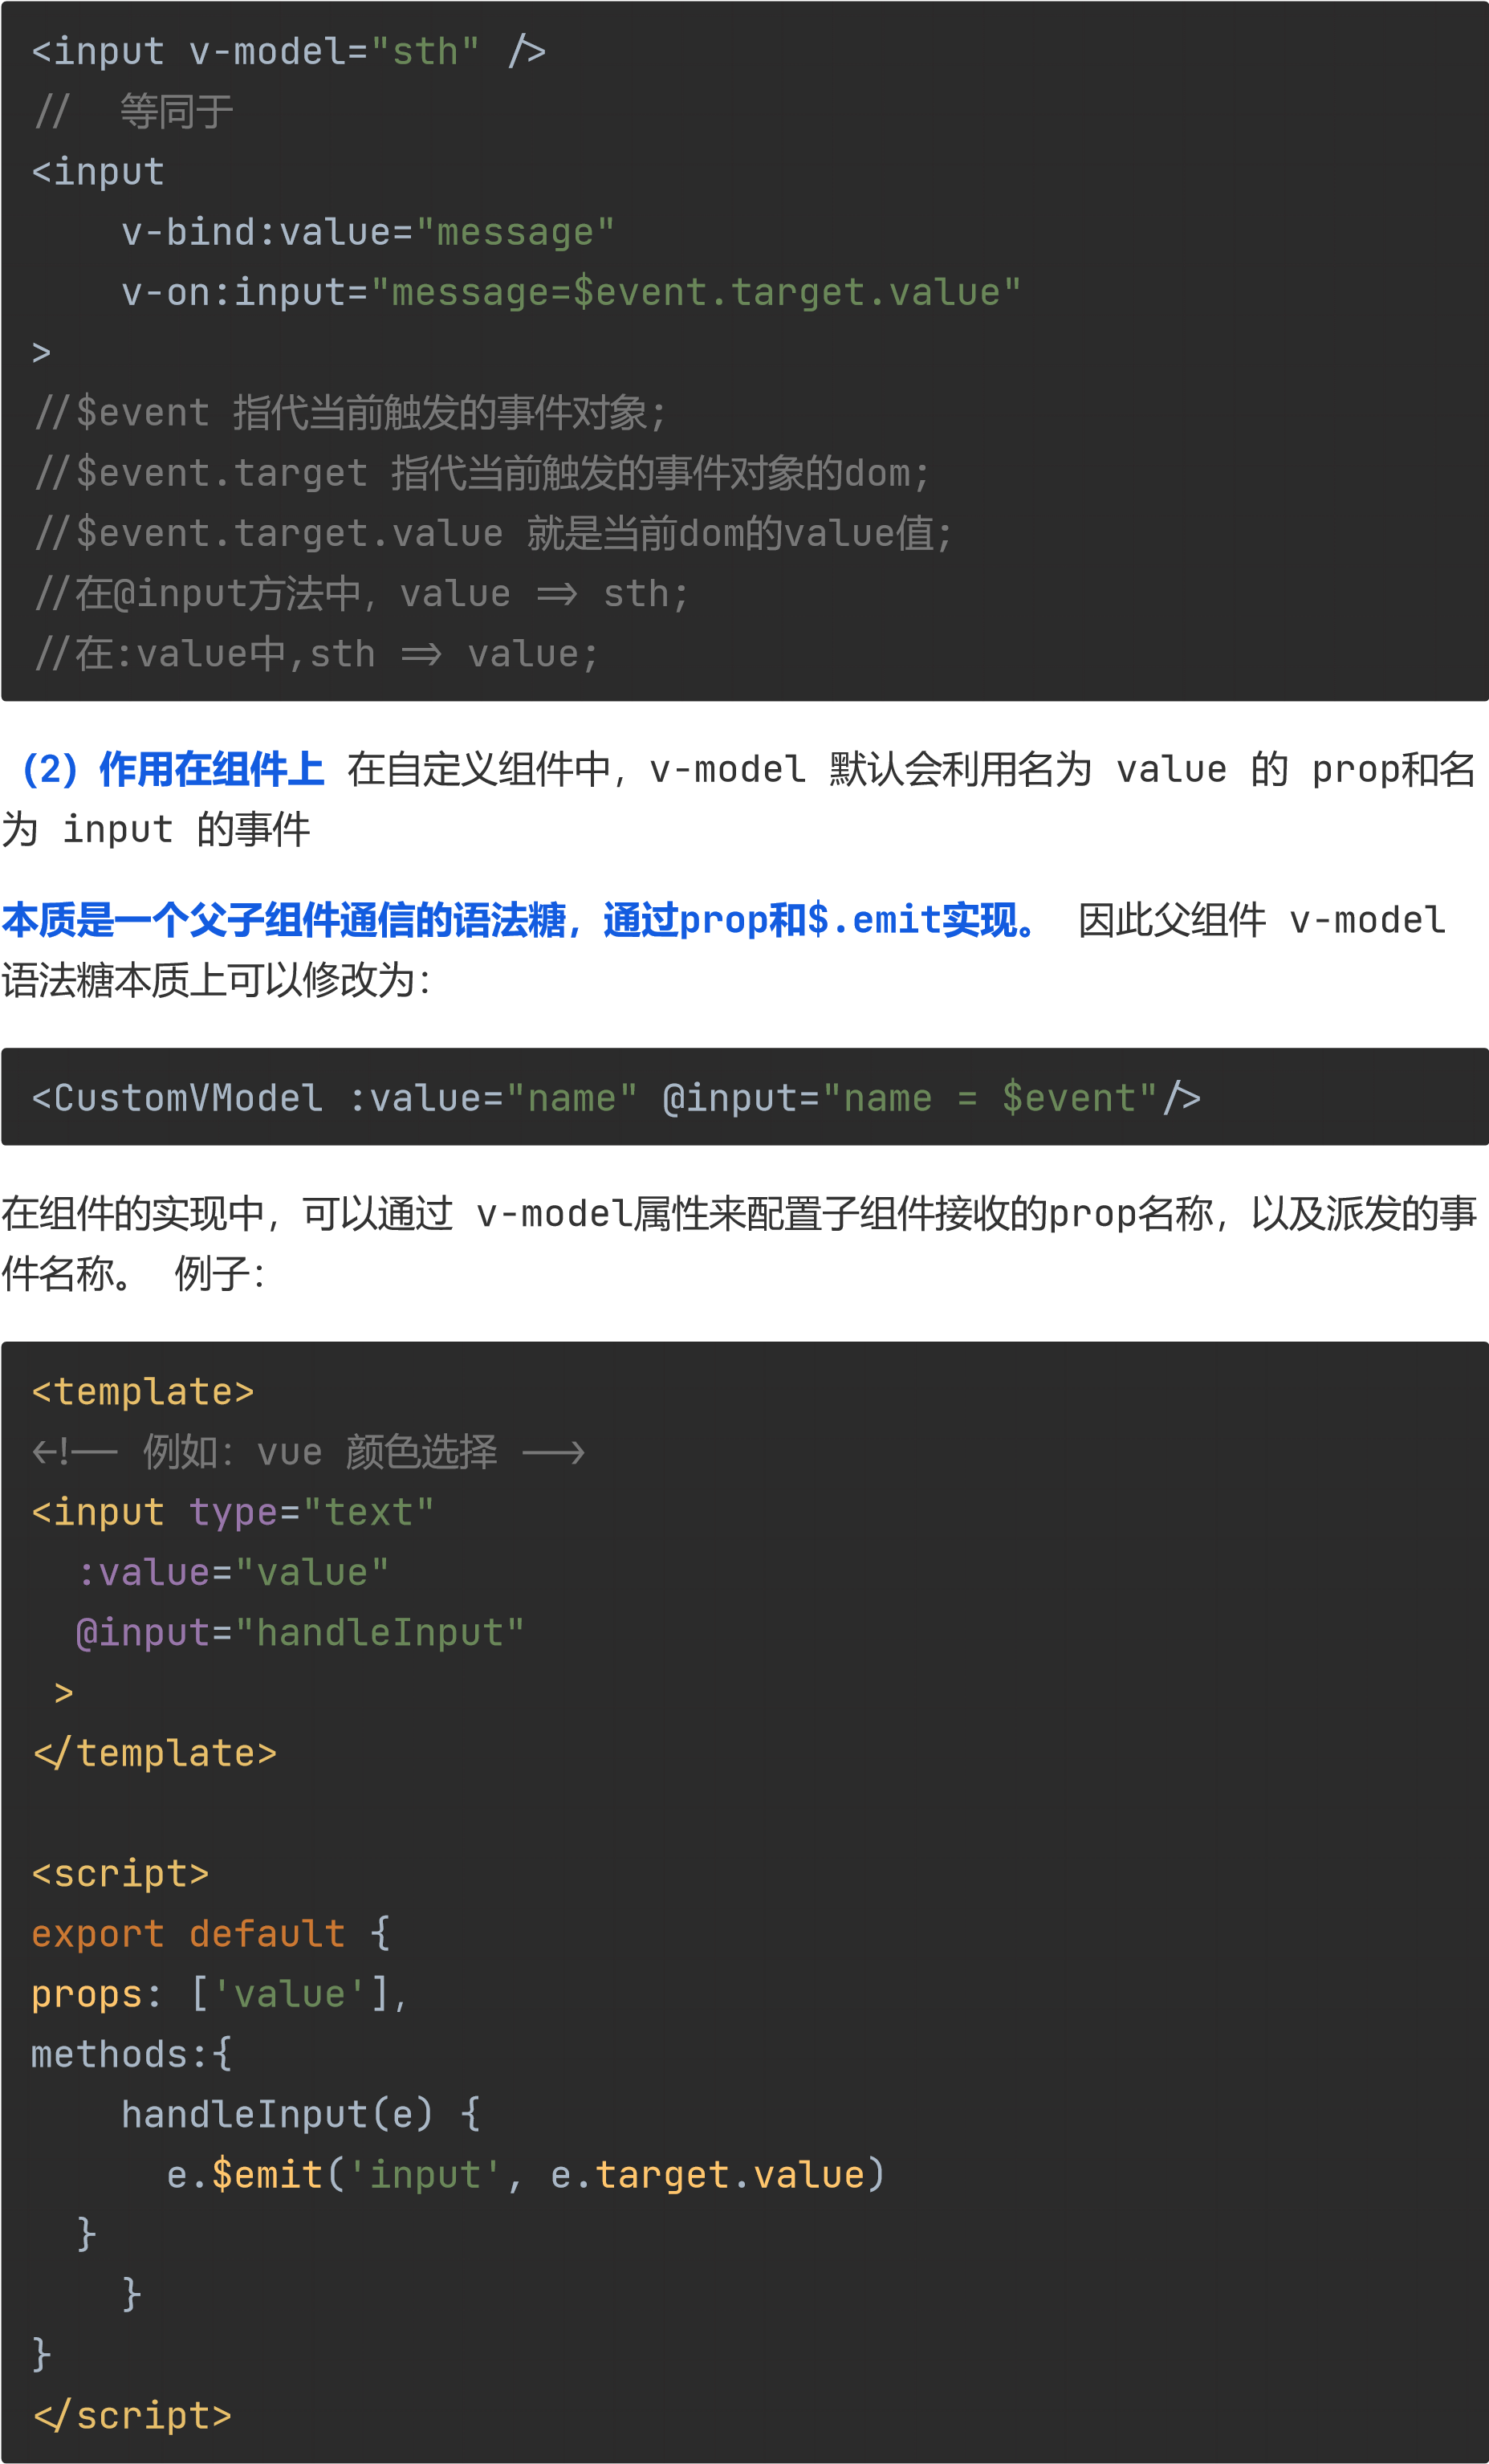 <input v-model="sth" />
//  等同于
<input
    v-bind:value="message"
    v-on:input="message=$event.target.value"
>
//$event 指代当前触发的事件对象;
//$event.target 指代当前触发的事件对象的dom;
//$event.target.value 就是当前dom的value值;
//在@input方法中，value => sth;
//在:value中,sth => value;
（2）作用在组件上 在自定义组件中，v-model 默认会利用名为 value 的 prop和名
为 input 的事件
本质是一个父子组件通信的语法糖，通过prop和$.emit实现。 因此父组件 v-model
语法糖本质上可以修改为：
<CustomVModel :value="name" @input="name = $event"/>
在组件的实现中，可以通过 v-model属性来配置子组件接收的prop名称，以及派发的事
件名称。 例子：
<template>
<!-- 例如：vue 颜色选择 -->
<input type="text"
  :value="value"
  @input="handleInput"
 >
</template>
<script>
export default {
props: ['value'],
methods:{
    handleInput(e) {
      e.$emit('input', e.target.value)
  }
    }
}
</script>